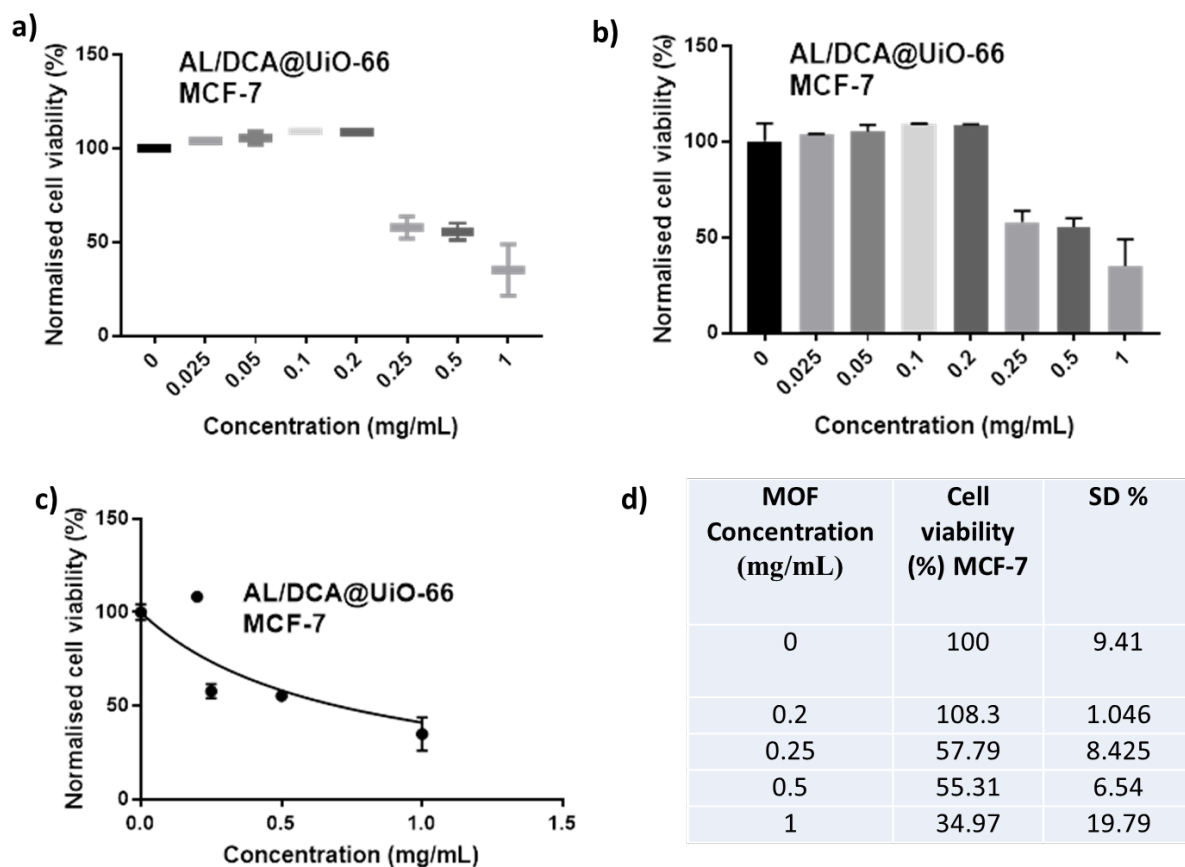 a)
Normalised cell viability (%)
150
100
50
0
AL/DCA@UiO-66
MCF-7
0 0.025 0.05 0.1 0.2 0.25 0.5 1
Concentration (mg/mL)
b)
Normalised cell viability (%)
150
100
50
0
AL/DCA@UiO-66
MCF-7
0 0.025 0.05 0.1 0.2 0.25 0.5 1
Concentration (mg/mL)
c)
Normalised cell viability (%)
150
100
50
0
AL/DCA@UiO-66
MCF-7
0.0 0.5 1.0 1.5
Concentration (mg/mL)
d)
MOF Cell SD %
Concentration viability
(mg/mL) (%) MCF-7
0 100 9.41
0.2 108.3 1.046
0.25 57.79 8.425
0.5 55.31 6.54
1 34.97 19.79